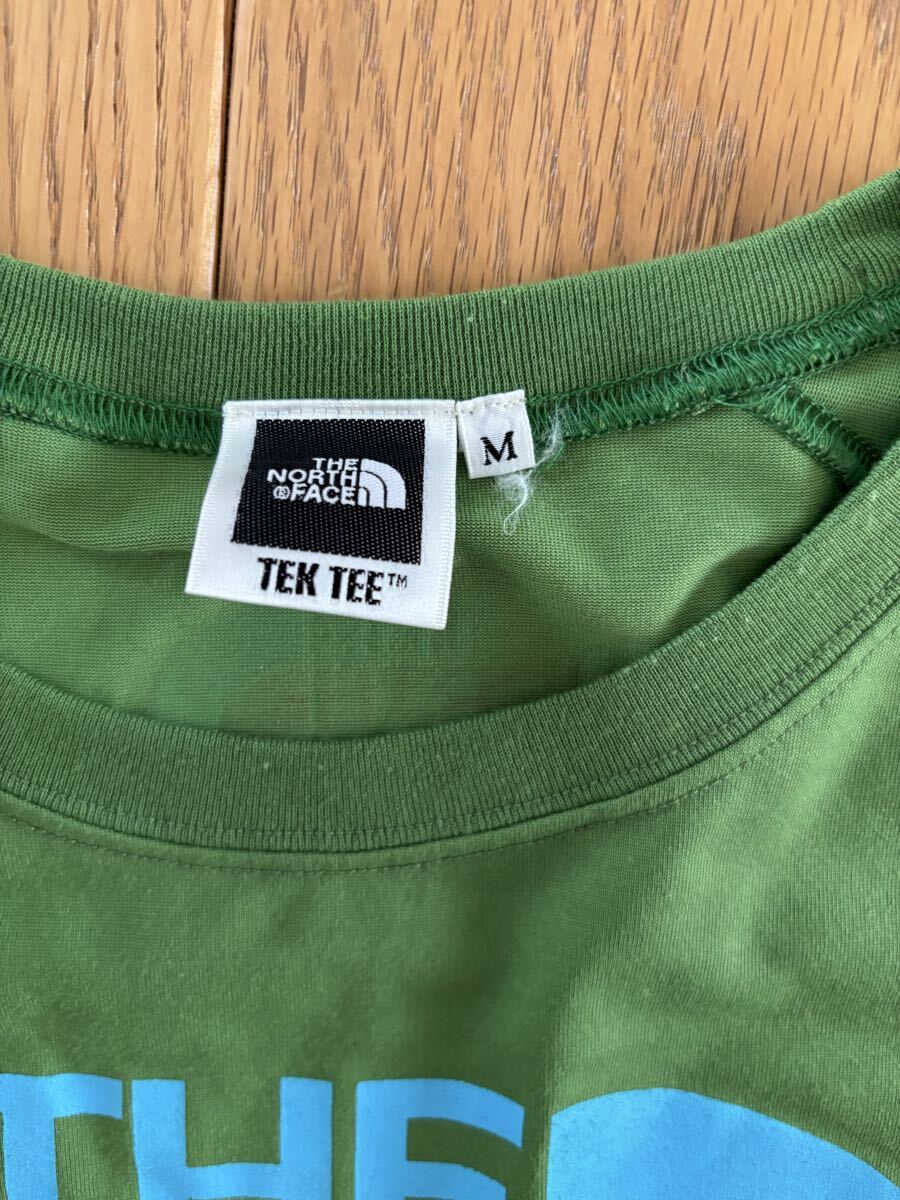 THE
NORTH
®FACE
TEK TEE™
M
THE